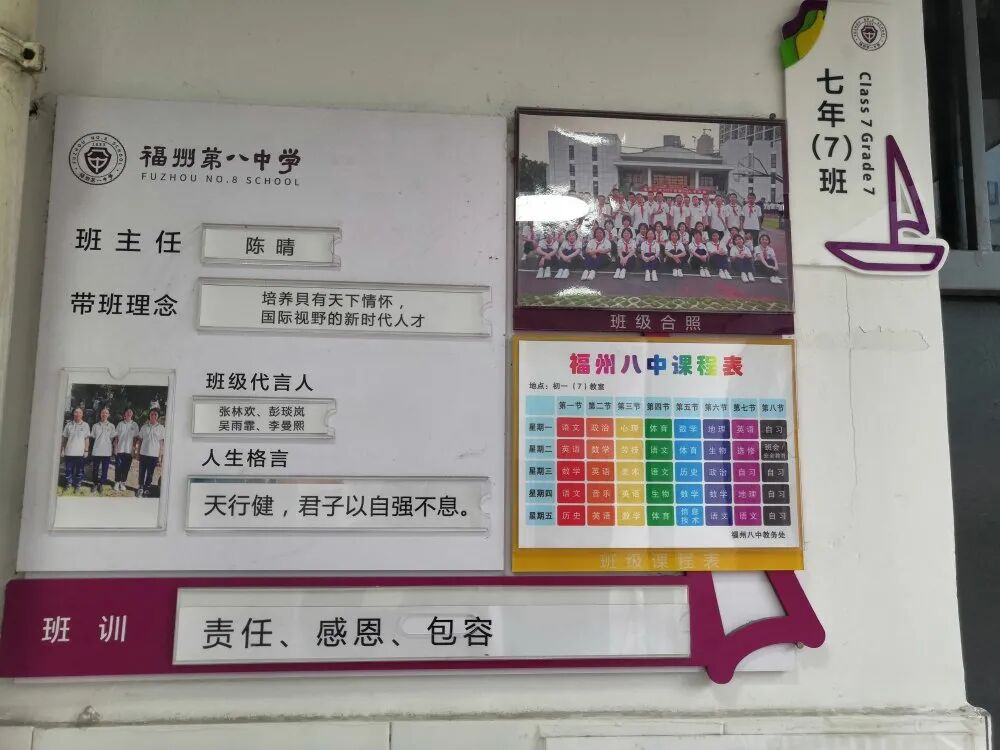 福州第八中学
FUZHOU NO.8 SCHOOL
班主任
陈晴
带班理念
培养具有天下情怀，
国际视野的新时代人才
班级代言人
张林欢、彭琰岚
吴雨霏、李曼熙
人生格言
天行健，君子以自强不息。
班级合照
福州八中课程表
地点：初一（7）教室
第一节 第二节 第三节 第四节 第五节 第六节 第七节 第八节
星期一 语文 政治 心理 体育 数学 地理 英语 自习
星期二 英语 数学 劳技 语文 体育 生物 选修 班会/
星期三 数学 英语 美术 语文 历史 政治 自习 自习
星期四 语文 音乐 英语 生物 数学 数学 地理 自习
星期五 历史 英语 数学 体育 信息技术 语文 语文 自习
福州八中教务处
班级课程表
七年（7）班
Class 7 Grade 7
班训
责任、感恩、包容